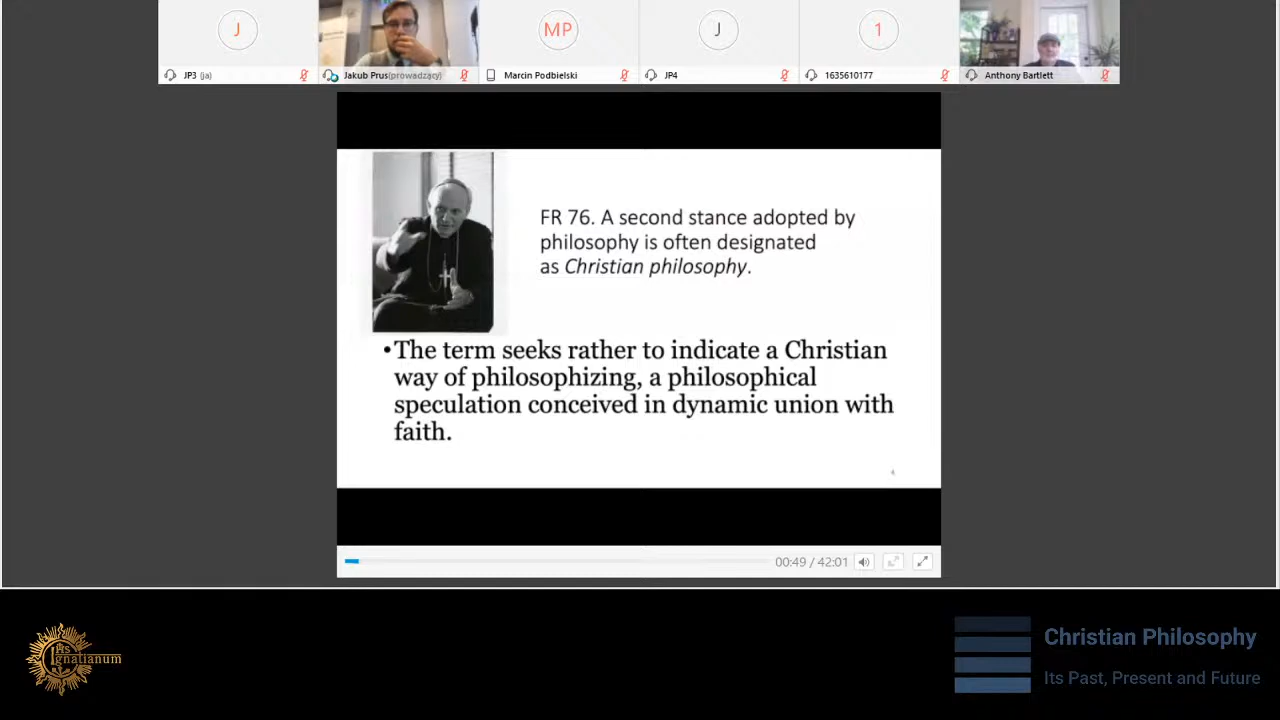 J
MP
J
1
JP3 (ja)
Jakub Prus(prowadzący)
Marcin Podbielski
JP4
1635610177
Anthony Bartlett
FR 76. A second stance adopted by
philosophy is often designated
as Christian philosophy.
•The term seeks rather to indicate a Christian
way of philosophizing, a philosophical
speculation conceived in dynamic union with
faith.
00:49 / 42:01
Ignatianum
Christian Philosophy
Its Past, Present and Future